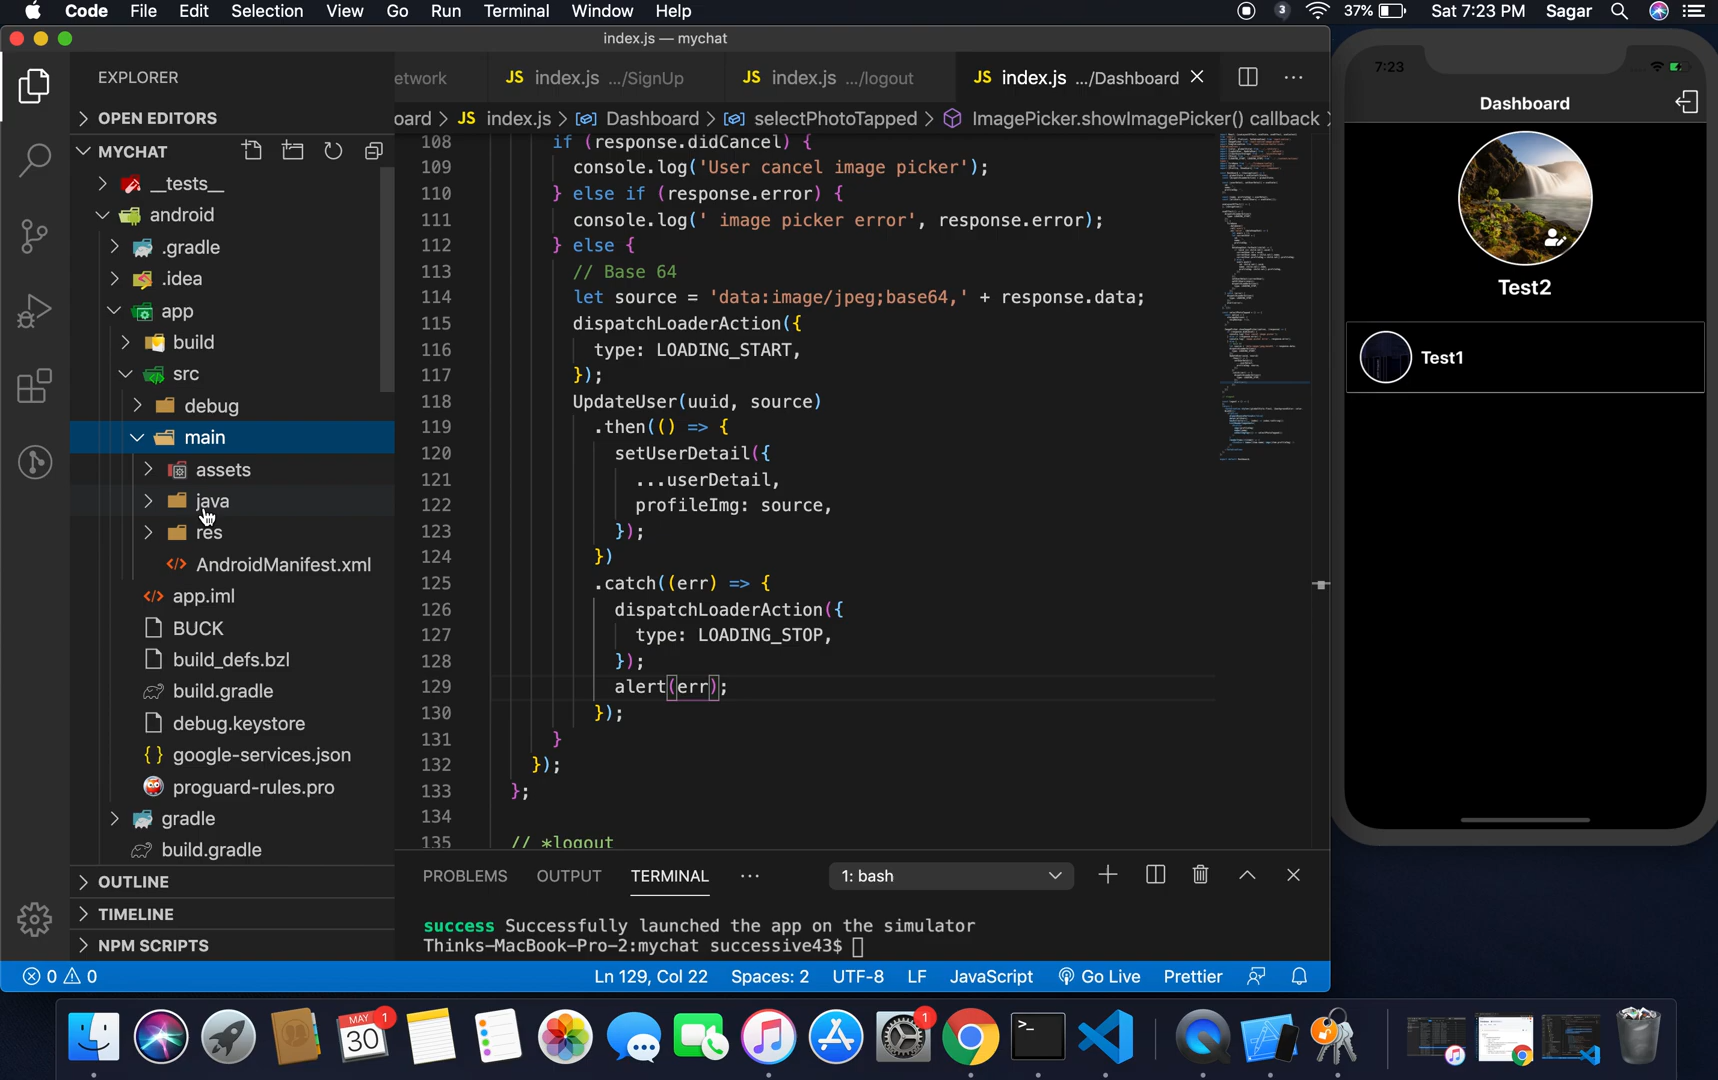 Code File Edit Selection View Go Run Terminal Window Help
3 37% Sat 7:23 PM Sagar
index.js — mychat
EXPLORER
OPEN EDITORS
MYCHAT
__tests__
android
.gradle
.idea
app
build
src
debug
main
assets
java
res
AndroidManifest.xml
app.iml
BUCK
build_defs.bzl
build.gradle
debug.keystore
google-services.json
proguard-rules.pro
gradle
build.gradle
OUTLINE
TIMELINE
NPM SCRIPTS
etwork JS index.js .../SignUp JS index.js .../logout JS index.js .../Dashboard
oard > JS index.js > Dashboard > selectPhotoTapped > ImagePicker.showImagePicker() callback
108 if (response.didCancel) {
109 console.log('User cancel image picker');
110 } else if (response.error) {
111 console.log(' image picker error', response.error);
112 } else {
113 // Base 64
114 let source = 'data:image/jpeg;base64,' + response.data;
115 dispatchLoaderAction({
116 type: LOADING_START,
117 });
118 UpdateUser(uuid, source)
119 .then(() => {
120 setUserDetail({
121 ...userDetail,
122 profileImg: source,
123 });
124 })
125 .catch((err) => {
126 dispatchLoaderAction({
127 type: LOADING_STOP,
128 });
129 alert(err);
130 });
131 }
132 });
133 };
134
135 // *logout
PROBLEMS OUTPUT TERMINAL ... 1: bash
success Successfully launched the app on the simulator
Thinks-MacBook-Pro-2:mychat successive43$
0 0 Ln 129, Col 22 Spaces: 2 UTF-8 LF JavaScript Go Live Prettier
7:23
Dashboard
Test2
Test1
MAY
30
1
1